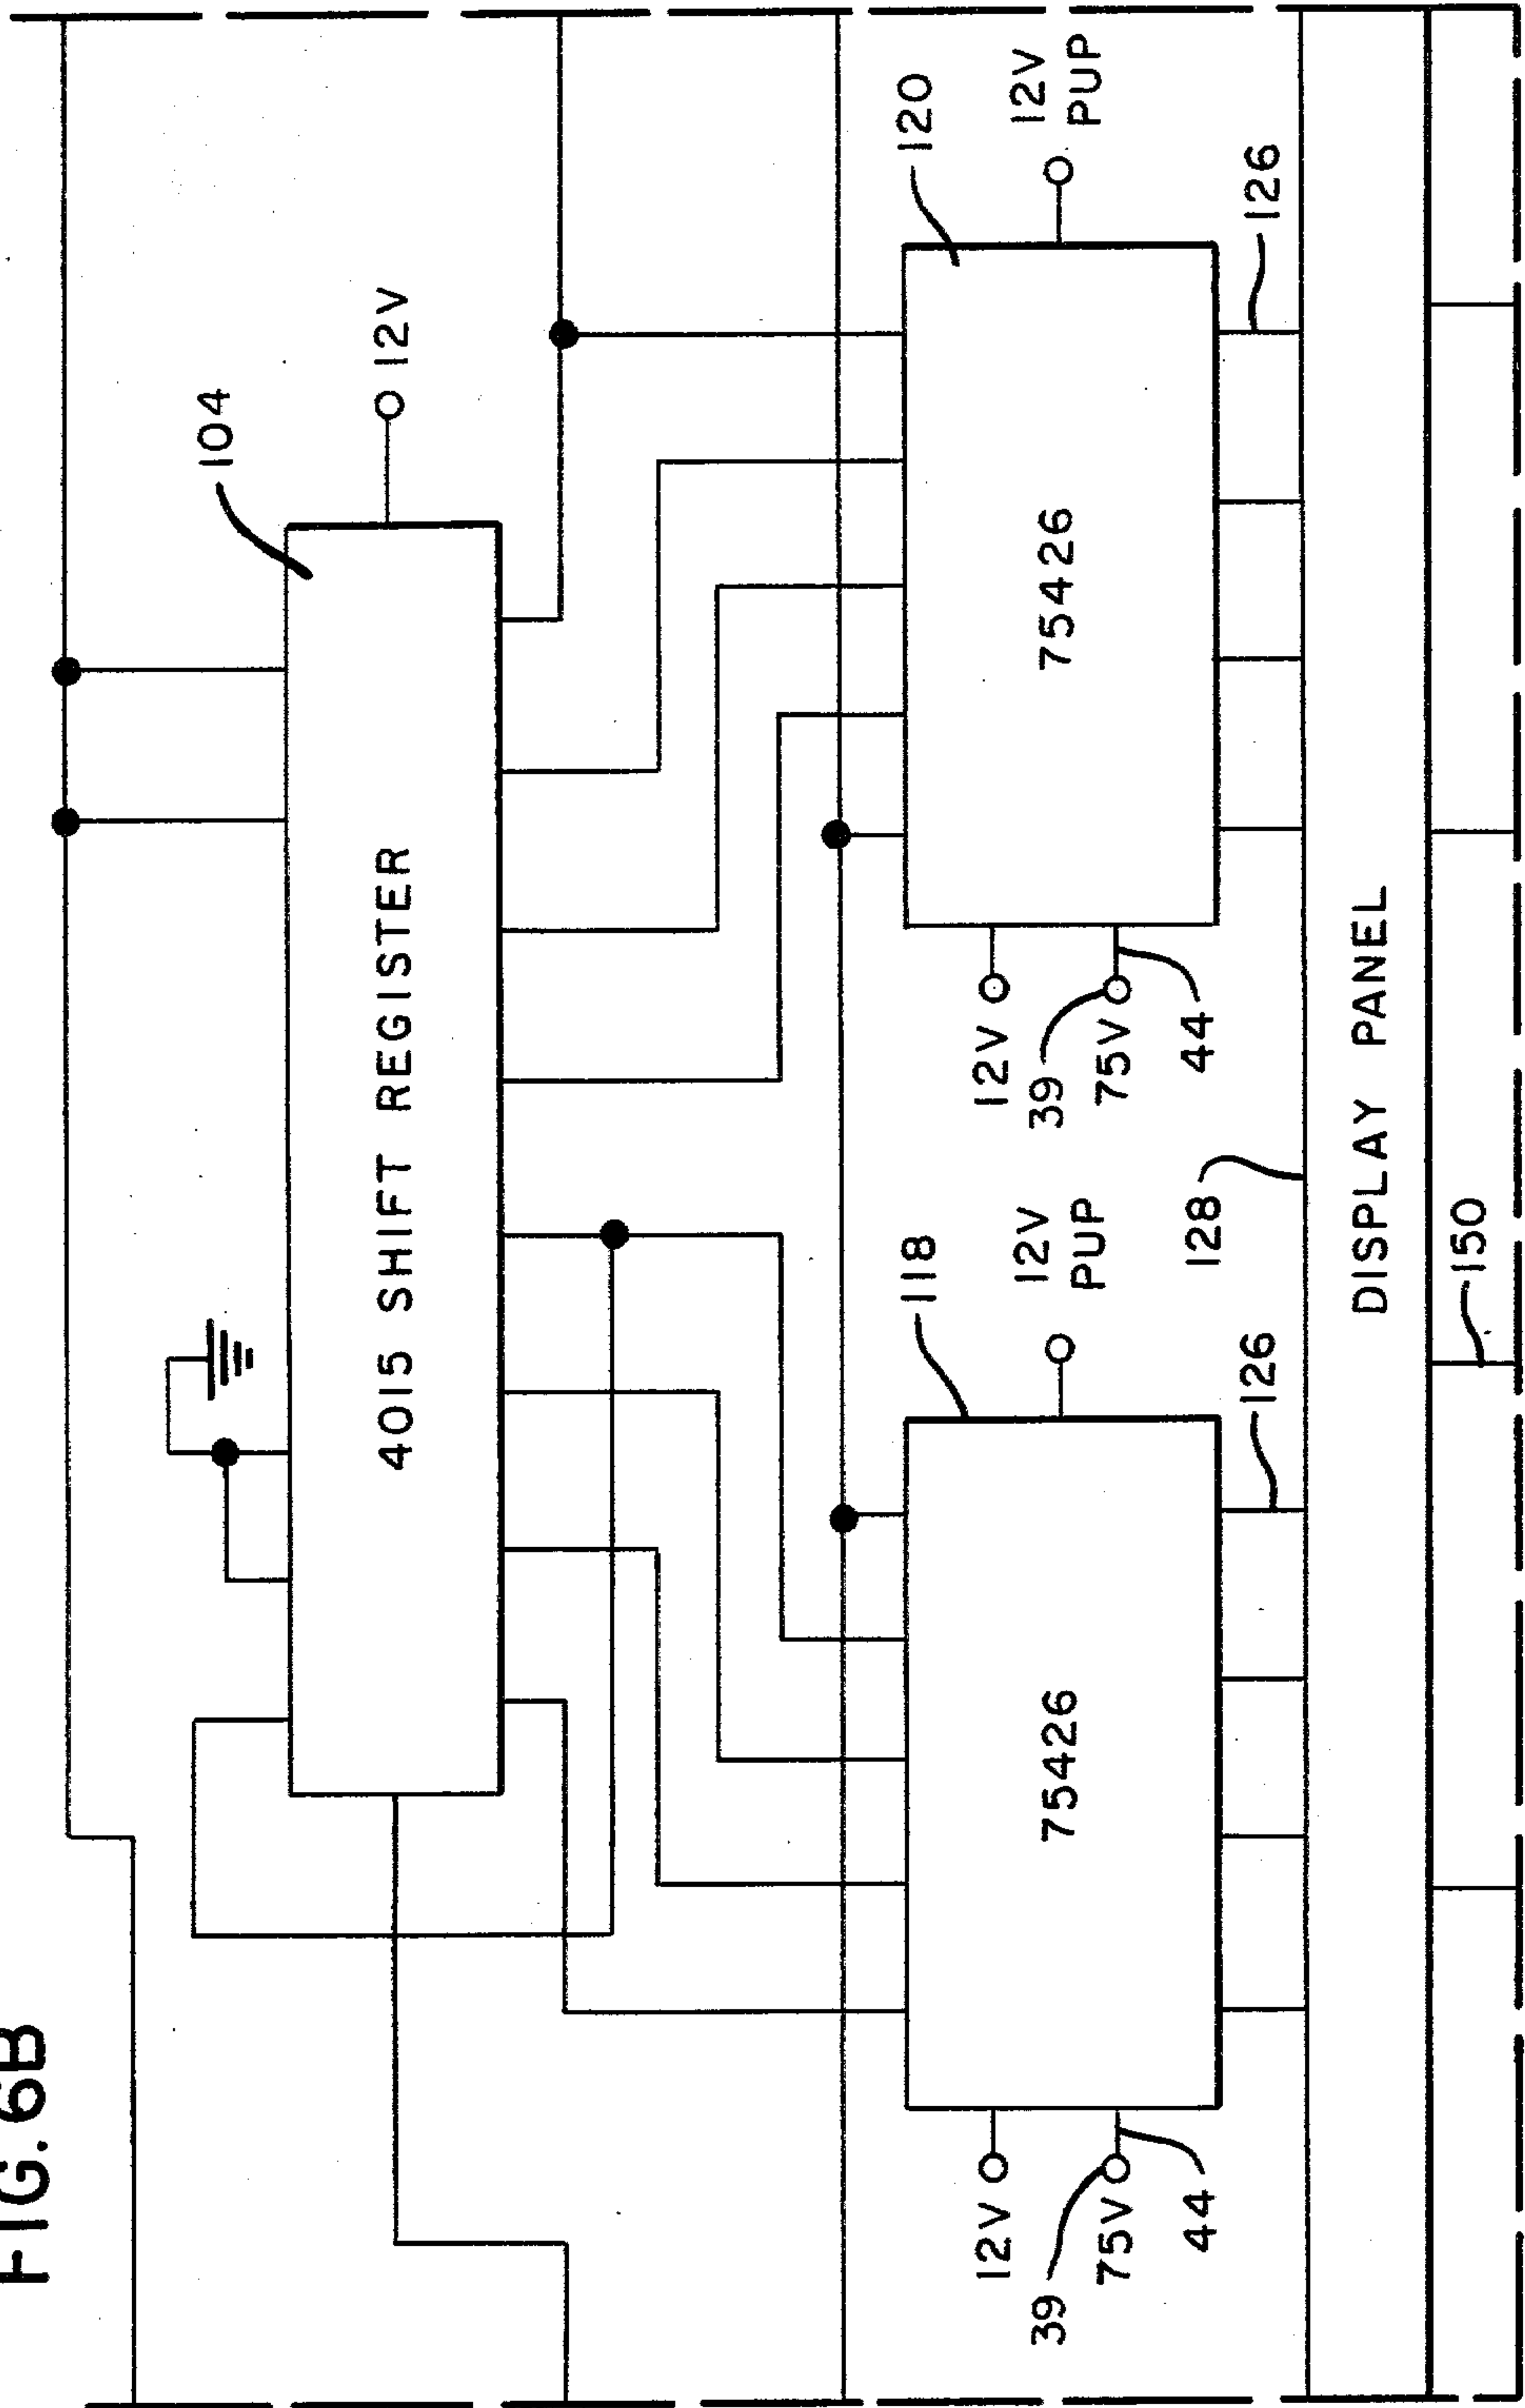 FIG. 6B
104
12V
4015 SHIFT REGISTER
118
120
12V
PUP
12V
PUP
12V
75426
12V
75426
39
39
75V
75V
44
44
126
128
126
DISPLAY PANEL
150